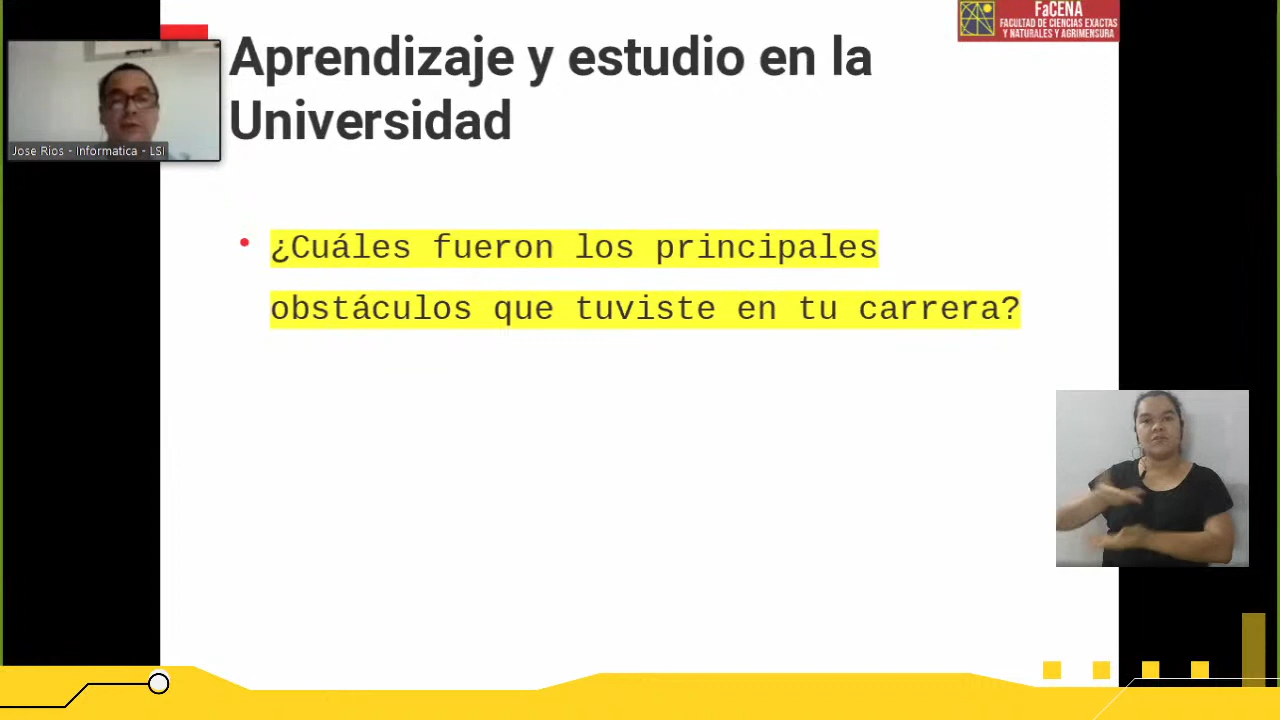 FaCENA
FACULTAD DE CIENCIAS EXACTAS
Y NATURALES Y AGRIMENSURA
Aprendizaje y estudio en la
Universidad
Jose Rios - Informatica - LSI
¿Cuáles fueron los principales
obstáculos que tuviste en tu carrera?